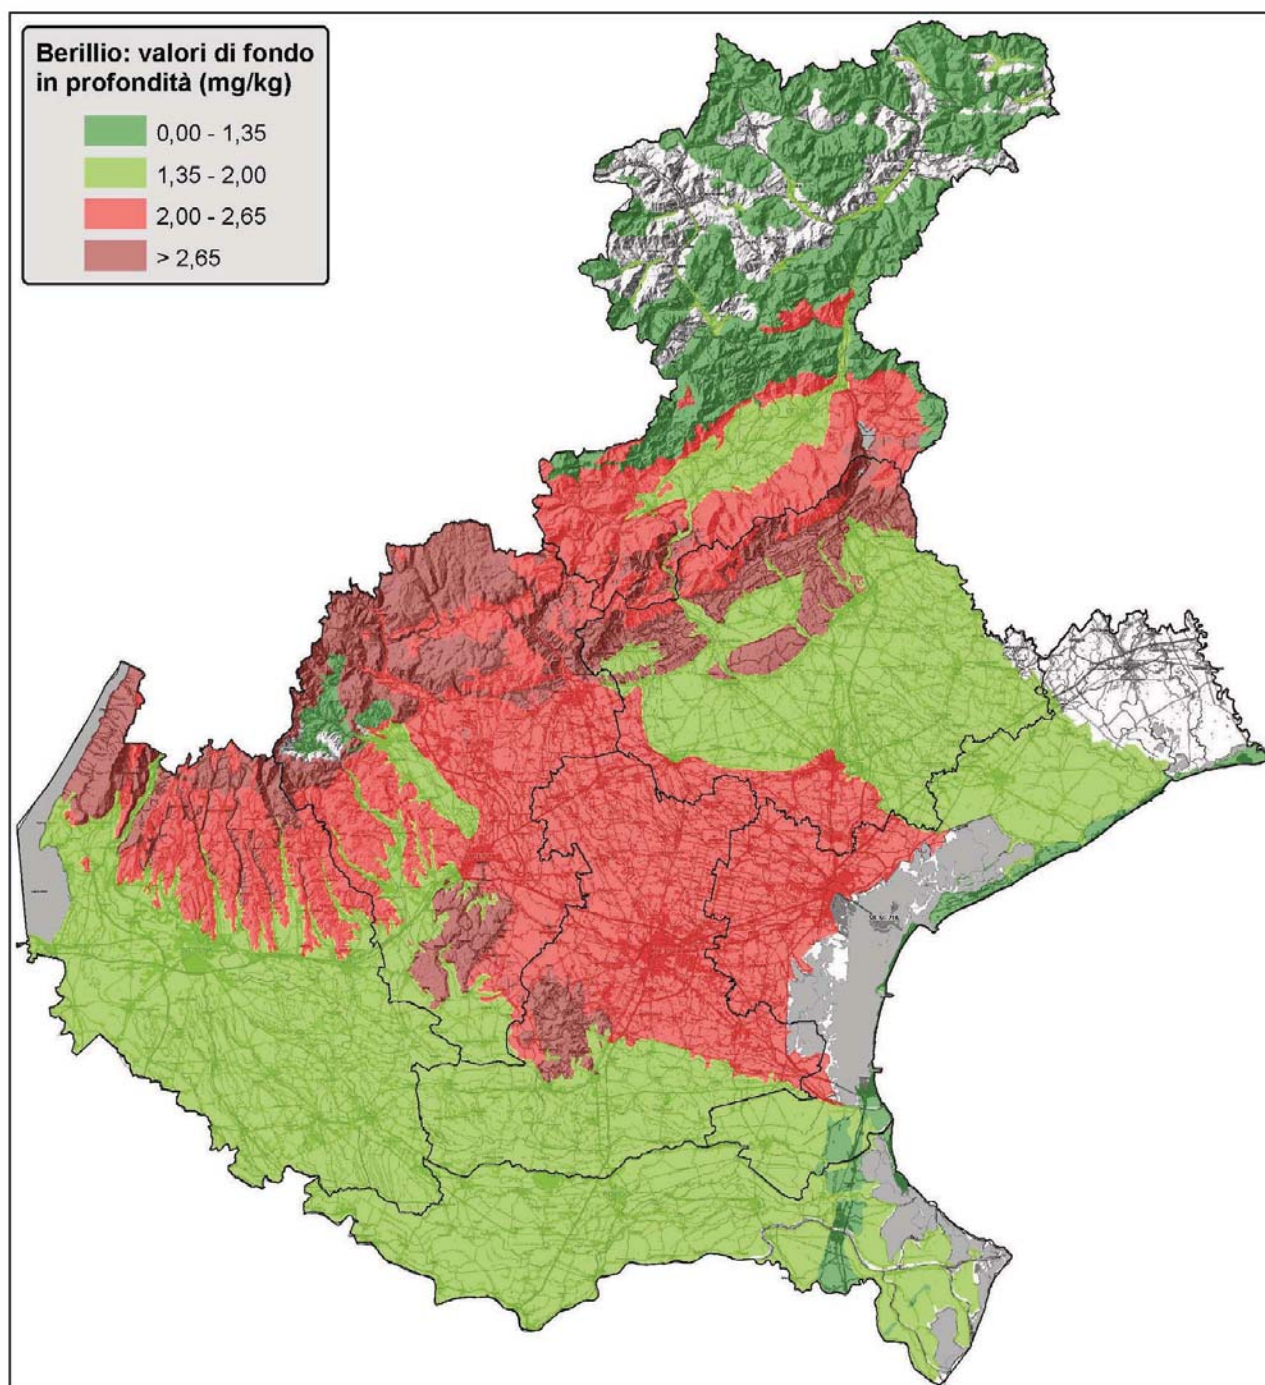 Berillio: valori di fondo
in profondità (mg/kg)
0,00 - 1,35
1,35 - 2,00
2,00 - 2,65
> 2,65